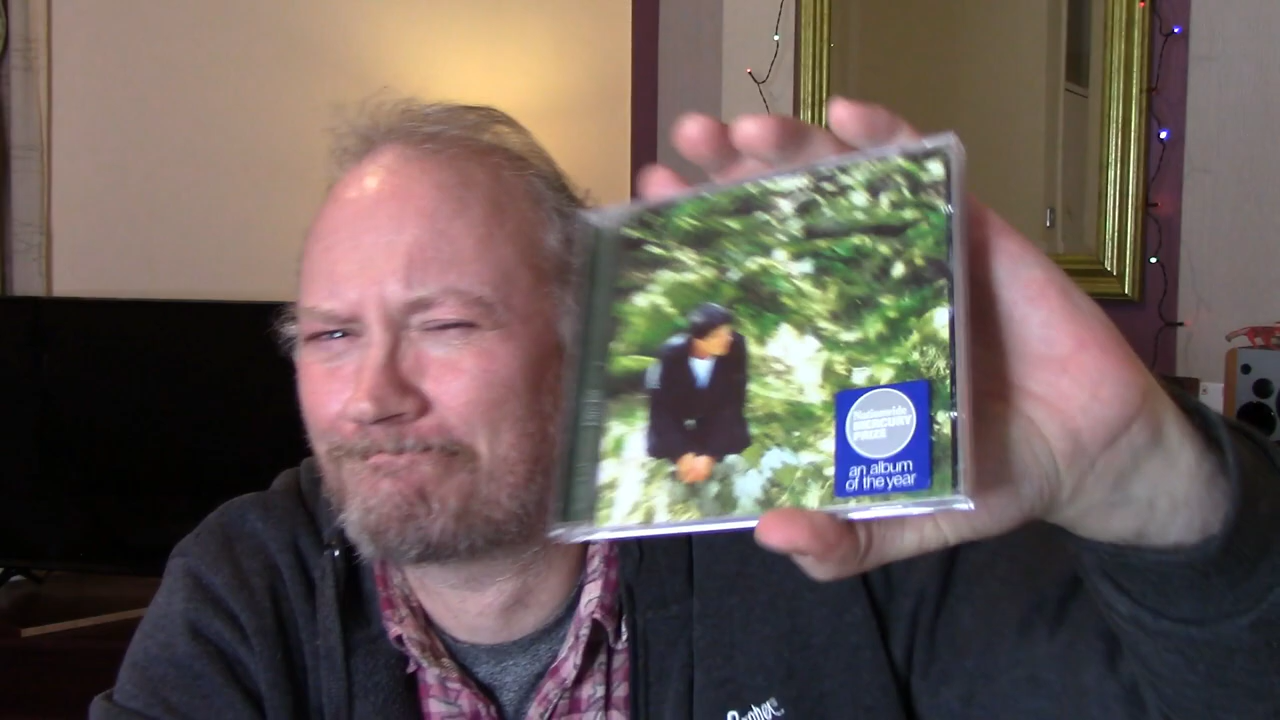 Nationwide
MERCURY
PRIZE
an album
of the year